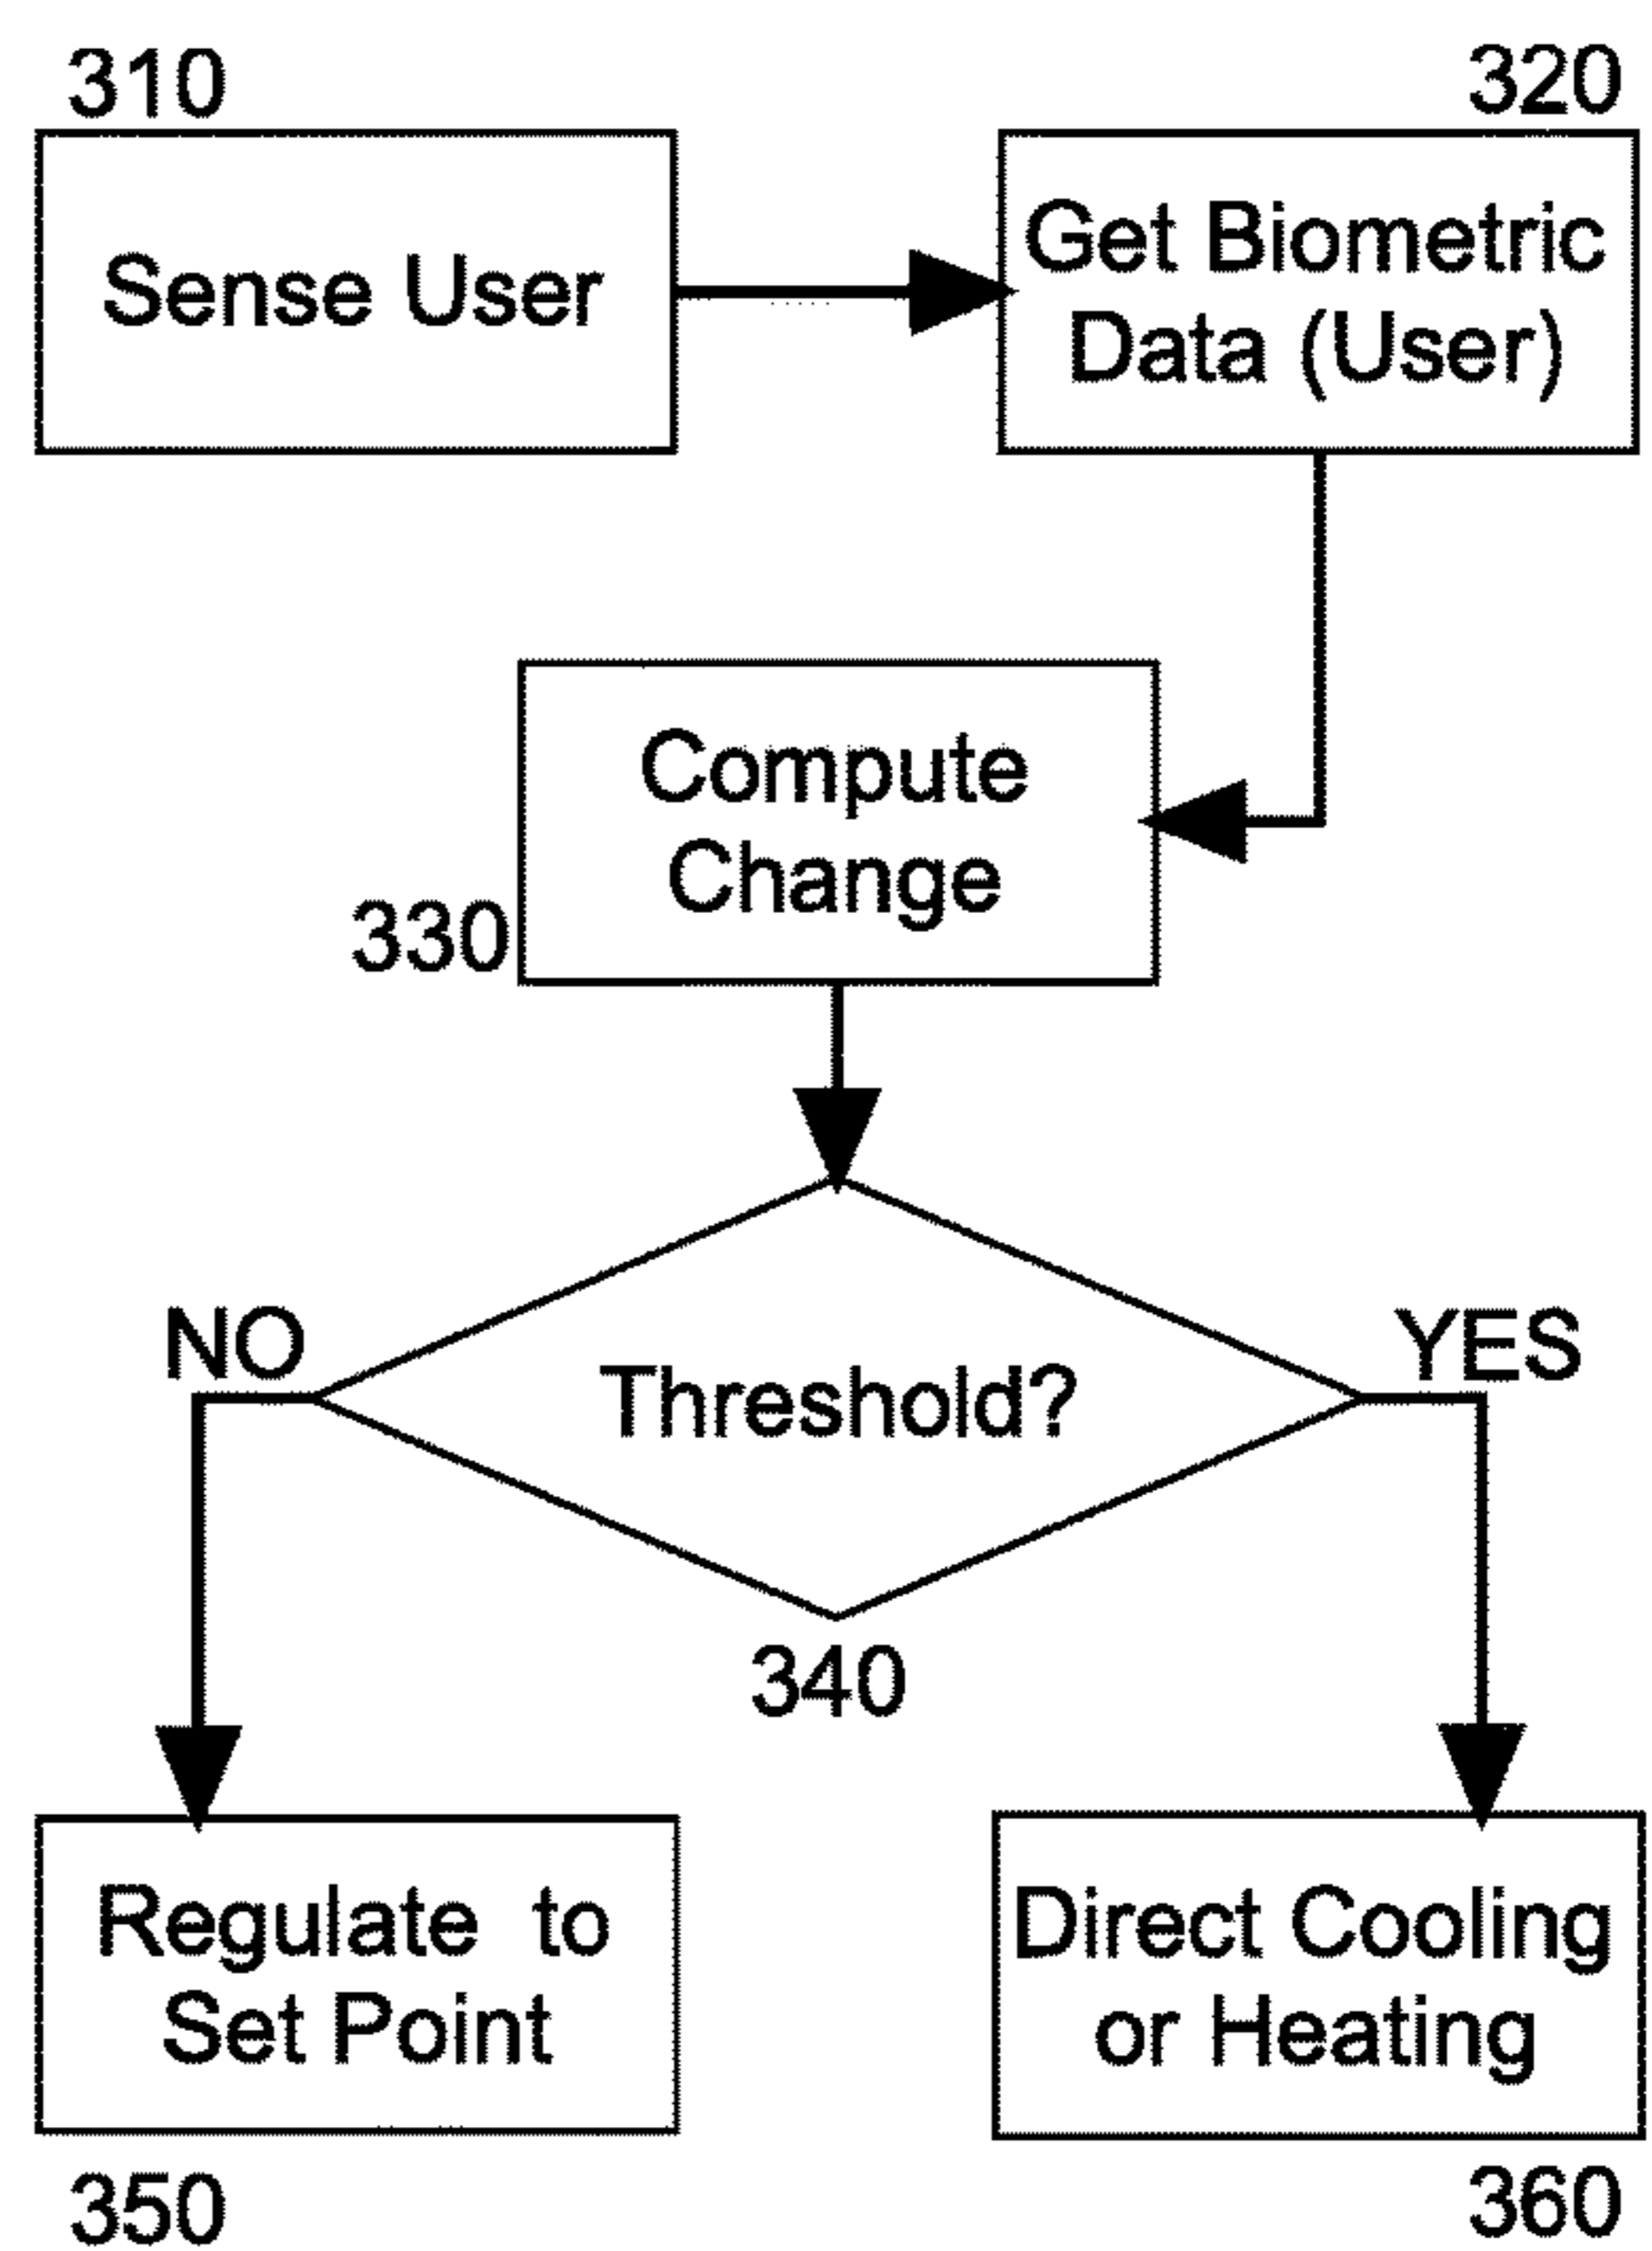 310
320
Sense User
Get Biometric
Data (User)
Compute
Change
330
NO
YES
Threshold?
340
Regulate to
Set Point
Direct Cooling
or Heating
350
360